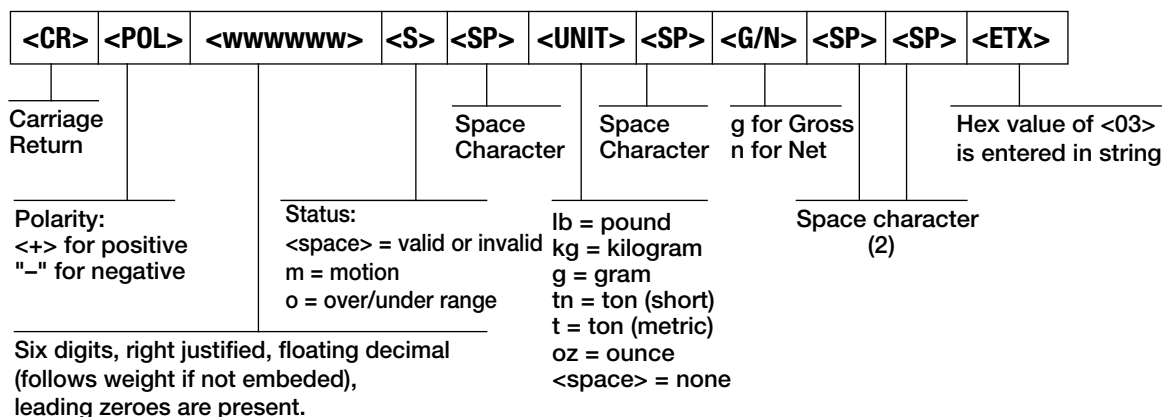 <CR> <POL> <wwwwww> <S> <SP> <UNIT> <SP> <G/N> <SP> <SP> <ETX>
Carriage
Return
Space
Character
Space
Character
g for Gross
n for Net
Hex value of <03>
is entered in string
Polarity:
<+> for positive
"–" for negative
Status:
<space> = valid or invalid
m = motion
o = over/under range
lb = pound
kg = kilogram
g = gram
tn = ton (short)
t = ton (metric)
oz = ounce
<space> = none
Space character
(2)
Six digits, right justified, floating decimal
(follows weight if not embeded),
leading zeroes are present.